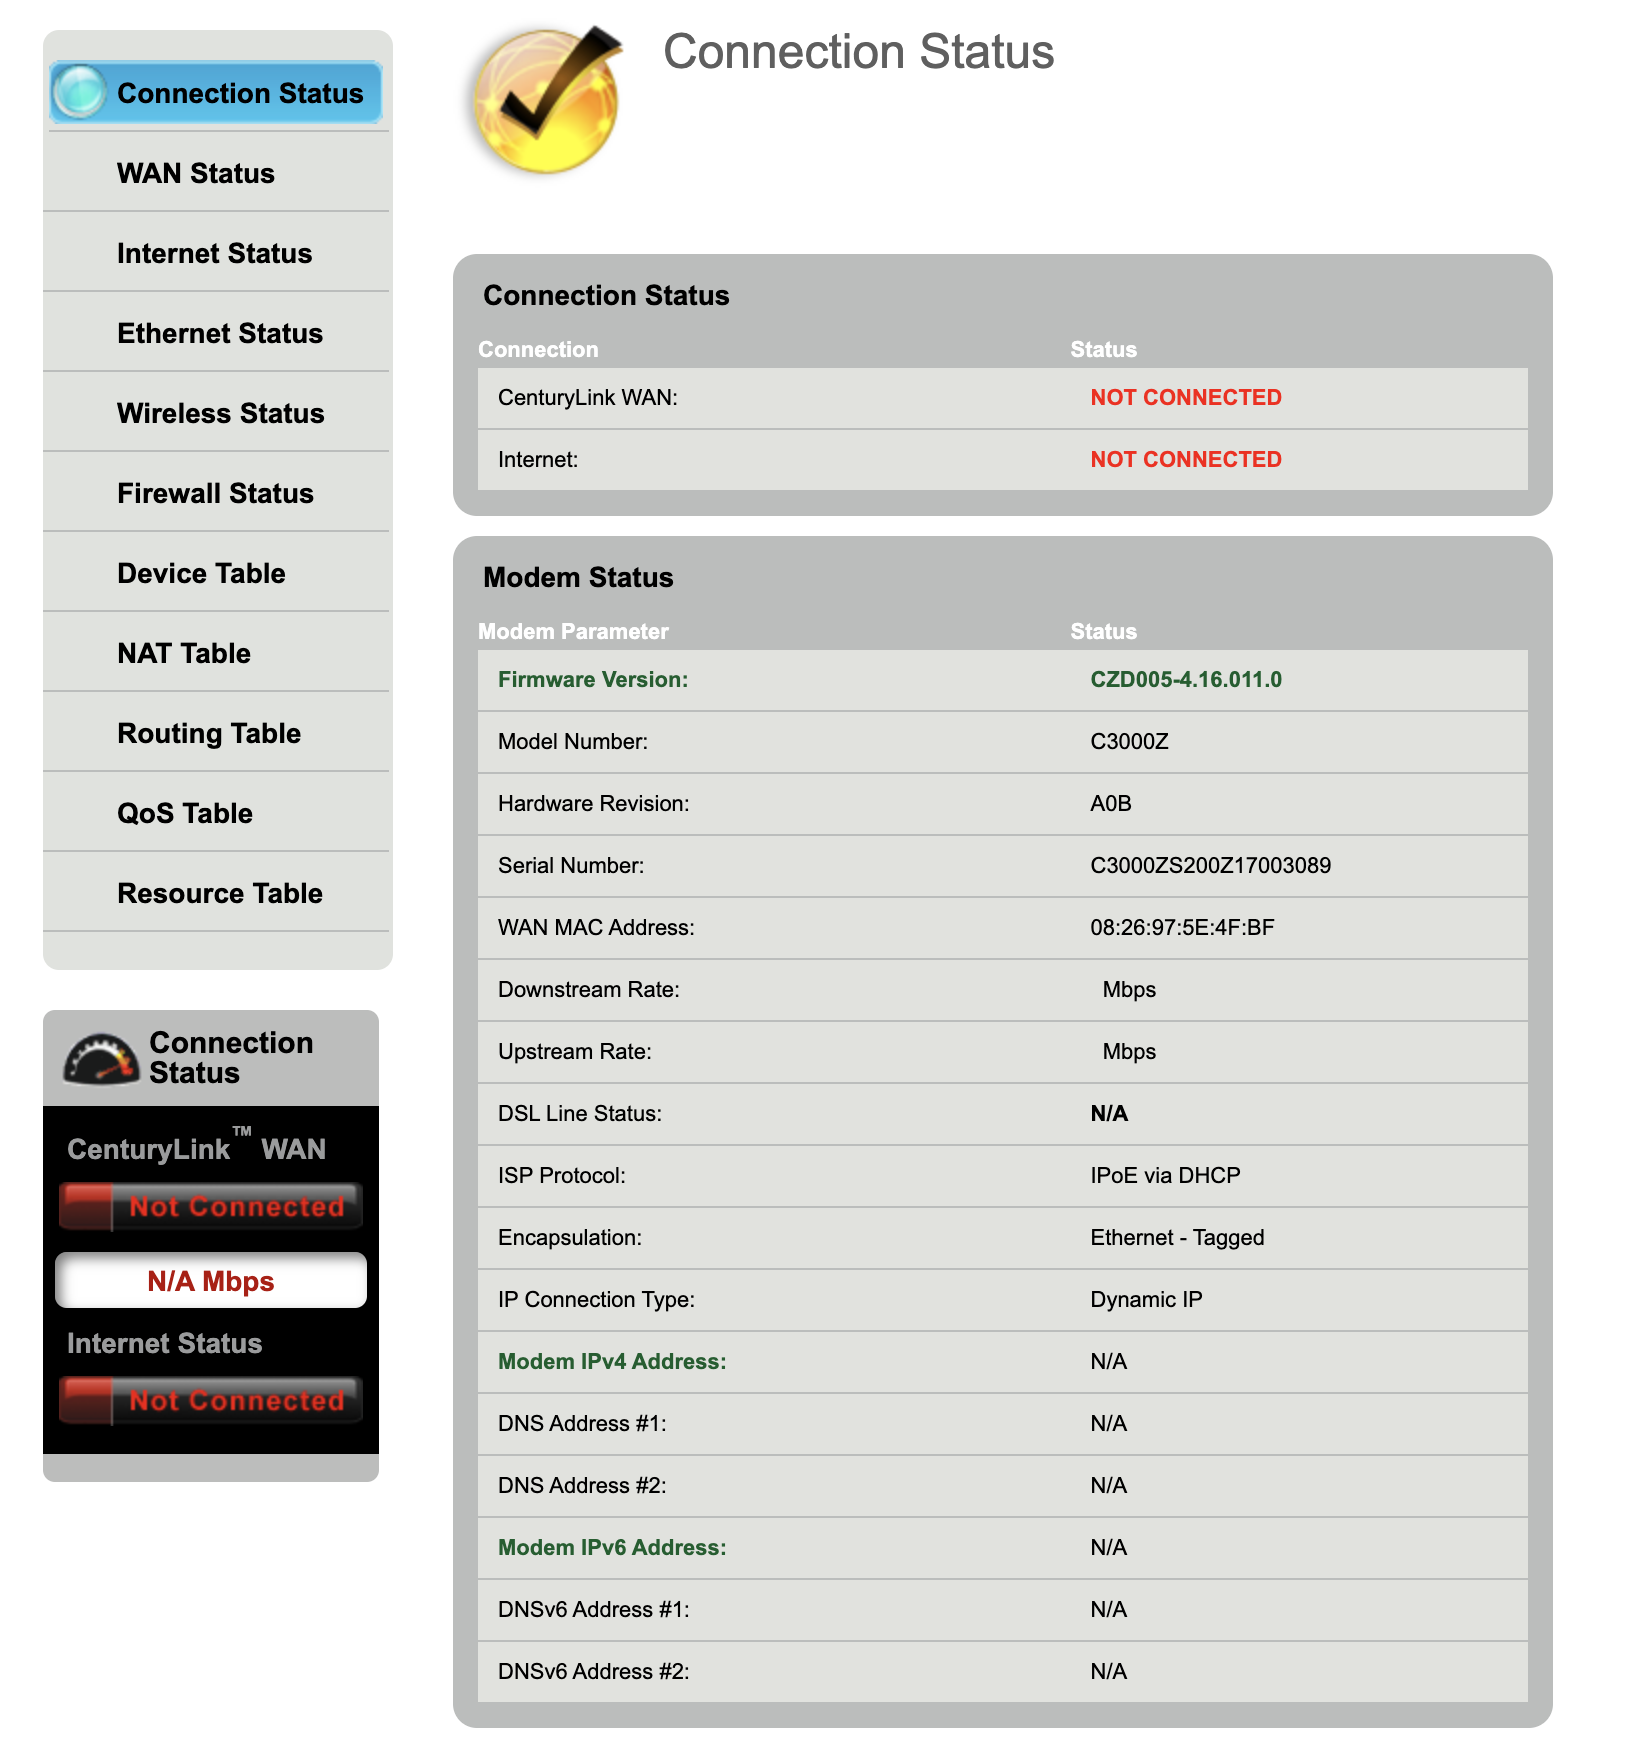 Connection Status
WAN Status
Internet Status
Ethernet Status
Wireless Status
Firewall Status
Device Table
NAT Table
Routing Table
QoS Table
Resource Table
Connection
Status
CenturyLink™ WAN
Not Connected
N/A Mbps
Internet Status
Not Connected
Connection Status
Connection Status
Connection Status
CenturyLink WAN: NOT CONNECTED
Internet: NOT CONNECTED
Modem Status
Modem Parameter Status
Firmware Version: CZD005-4.16.011.0
Model Number: C3000Z
Hardware Revision: A0B
Serial Number: C3000ZS200Z17003089
WAN MAC Address: 08:26:97:5E:4F:BF
Downstream Rate: Mbps
Upstream Rate: Mbps
DSL Line Status: N/A
ISP Protocol: IPoE via DHCP
Encapsulation: Ethernet - Tagged
IP Connection Type: Dynamic IP
Modem IPv4 Address: N/A
DNS Address #1: N/A
DNS Address #2: N/A
Modem IPv6 Address: N/A
DNSv6 Address #1: N/A
DNSv6 Address #2: N/A